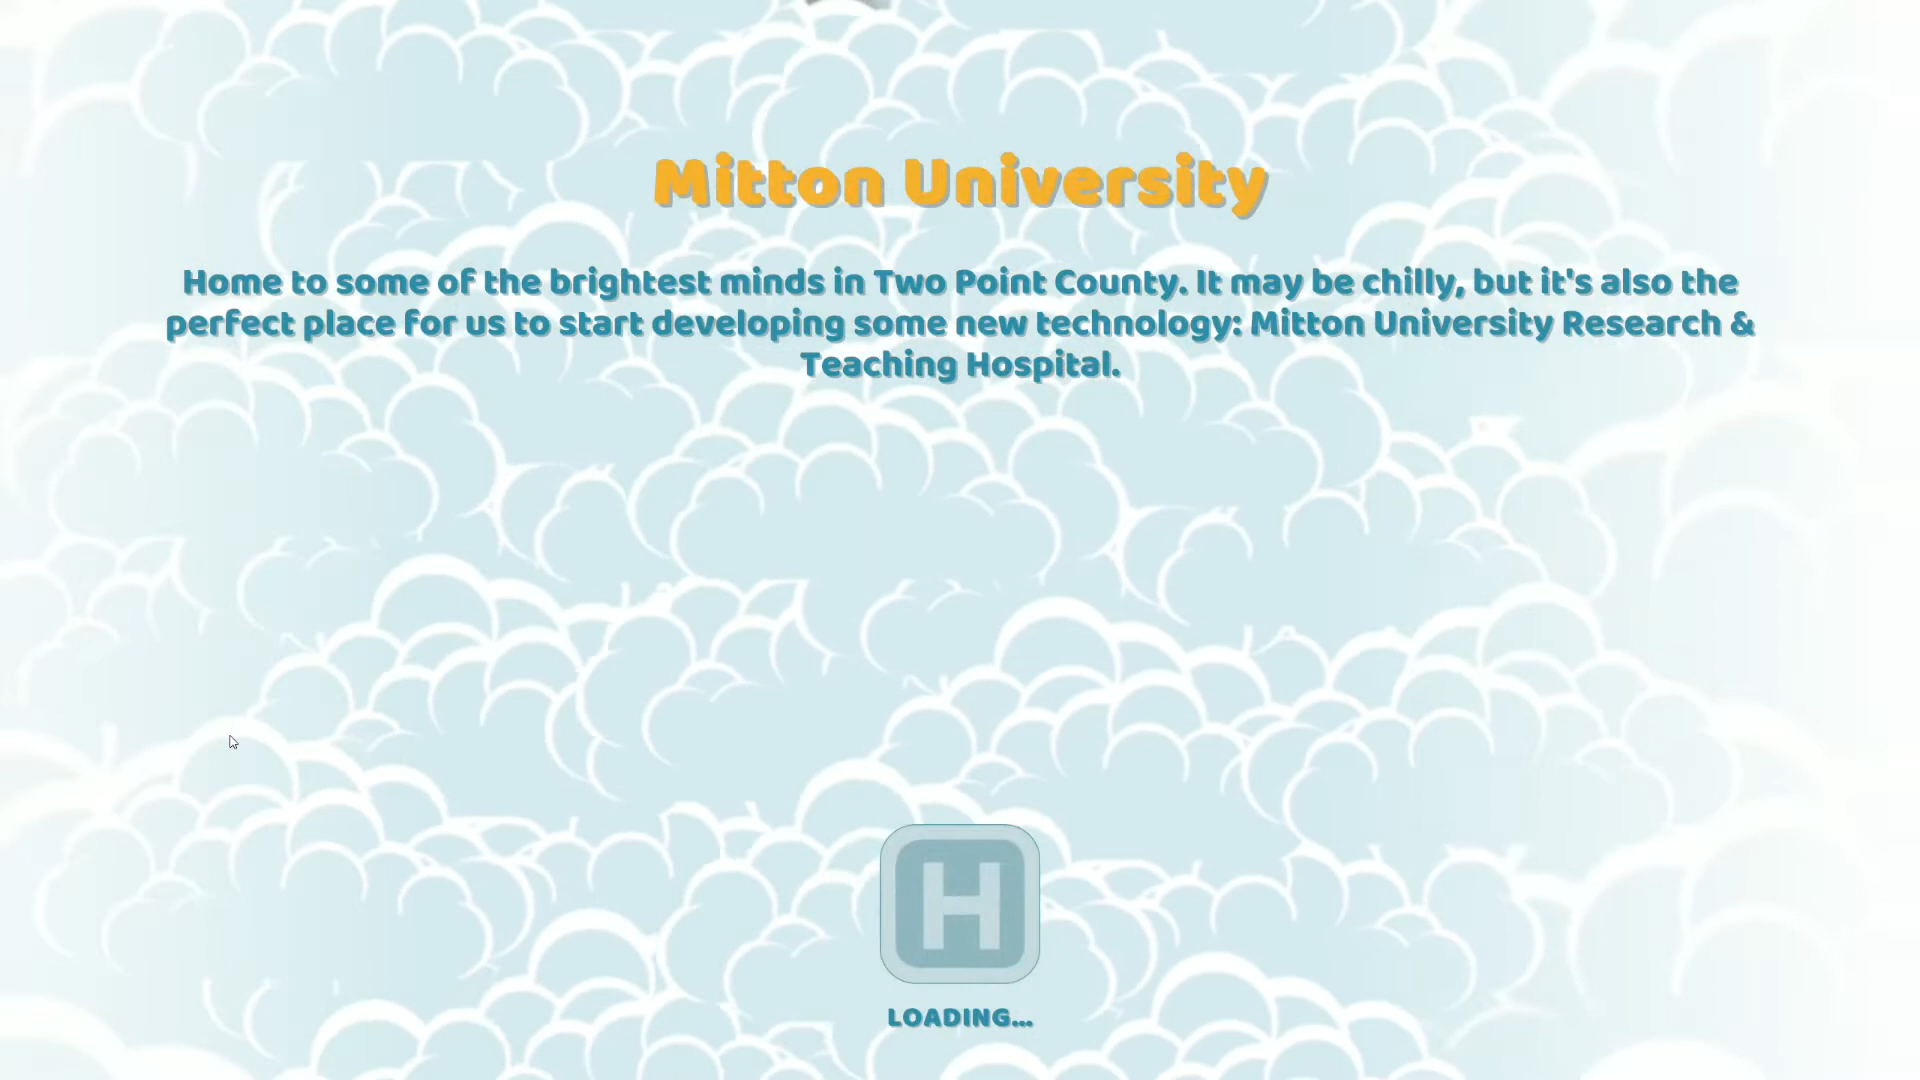 Mitton University
Home to some of the brightest minds in Two Point County. It may be chilly, but it's also the
perfect place for us to start developing some new technology: Mitton University Research &
Teaching Hospital.
H
LOADING...